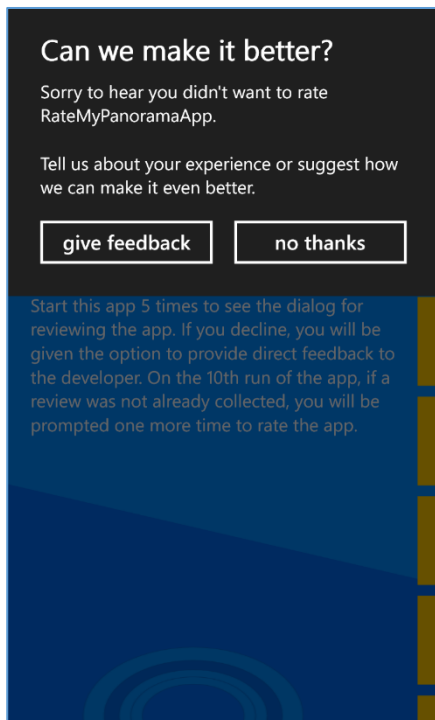 Can we make it better?
Sorry to hear you didn't want to rate
RateMyPanoramaApp.
Tell us about your experience or suggest how
we can make it even better.
give feedback
no thanks
Start this app 5 times to see the dialog for
reviewing the app. If you decline, you will be
given the option to provide direct feedback to
the developer. On the 10th run of the app, if a
review was not already collected, you will be
prompted one more time to rate the app.